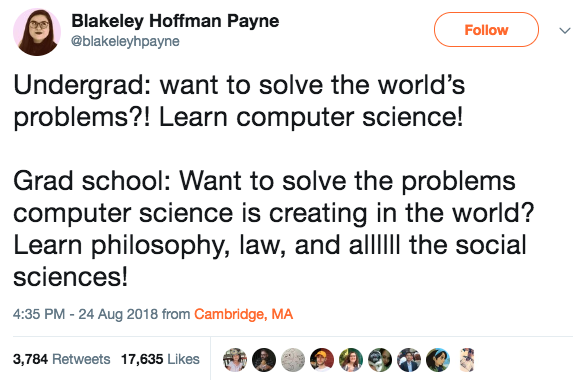 Blakeley Hoffman Payne
@blakeleyhpayne
Follow
Undergrad: want to solve the world's
problems?! Learn computer science!
Grad school: Want to solve the problems
computer science is creating in the world?
Learn philosophy, law, and allllll the social
sciences!
4:35 PM - 24 Aug 2018 from Cambridge, MA
3,784 Retweets 17,635 Likes